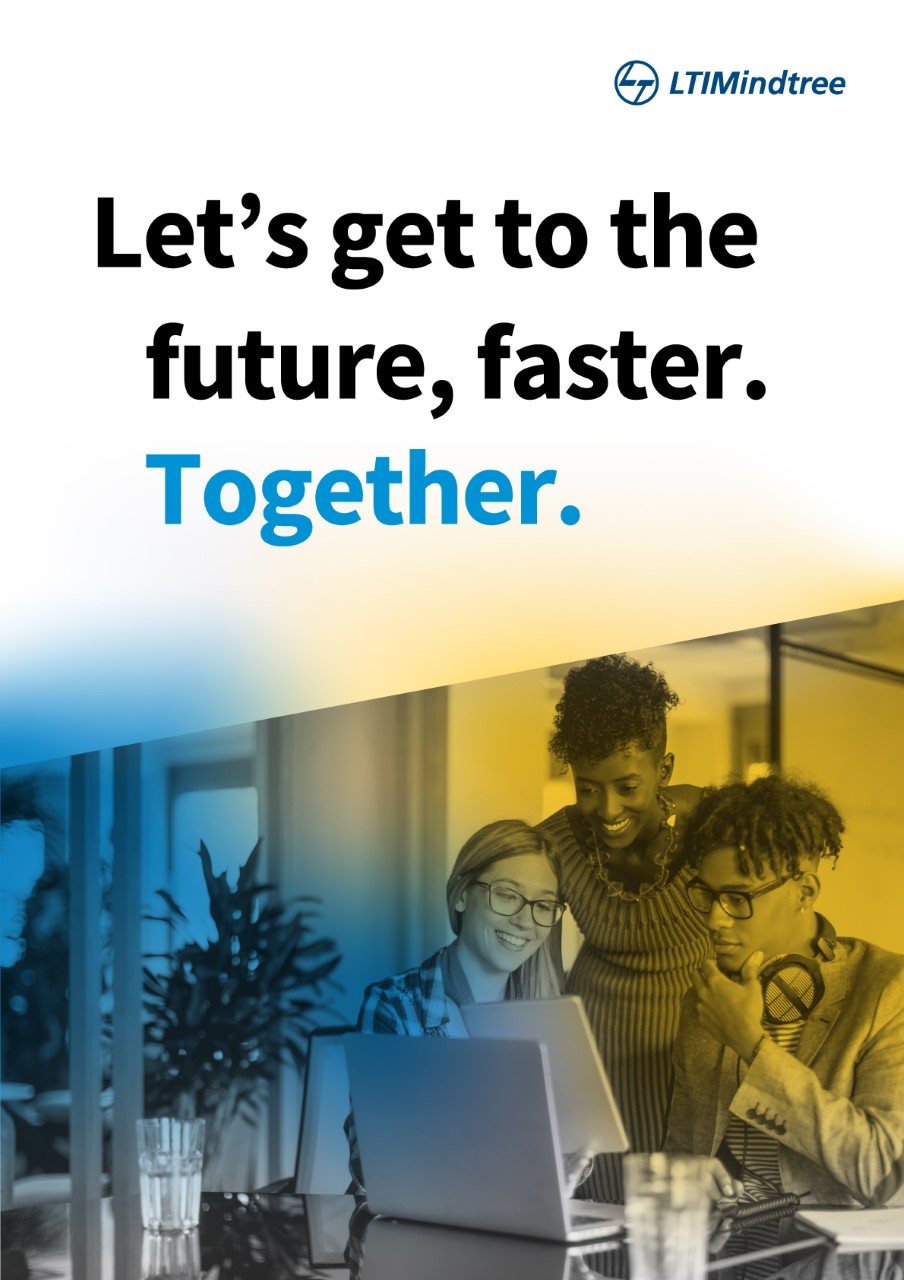 LTIMindtree
Let’s get to the
future, faster.
Together.